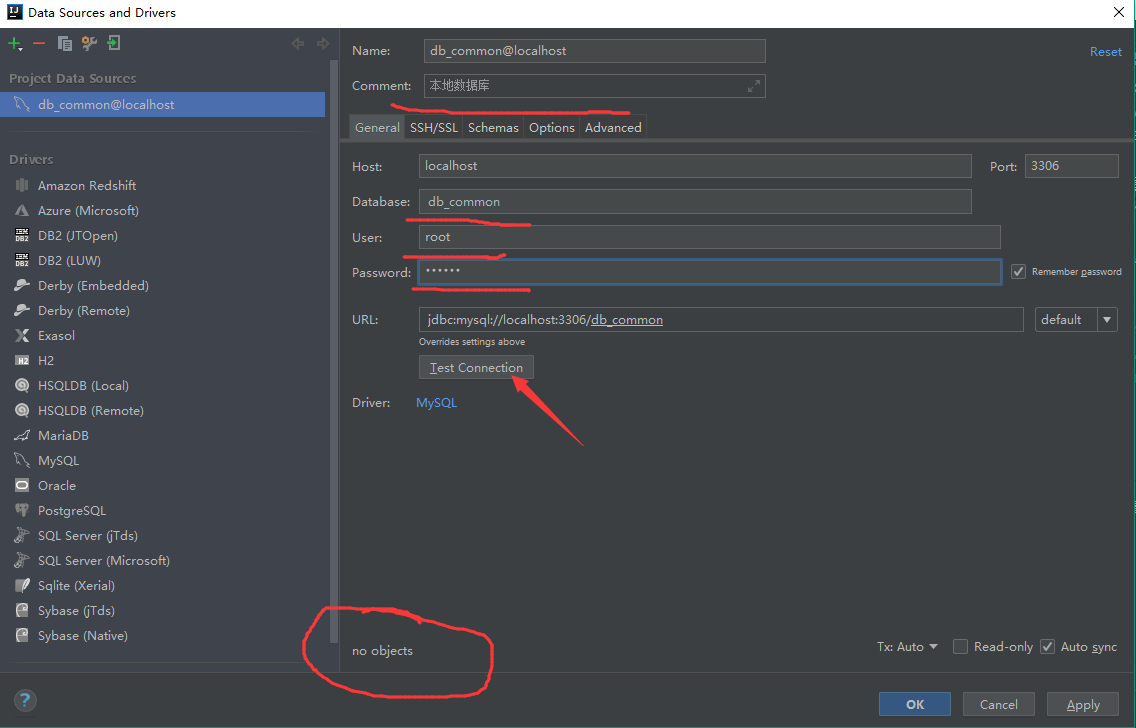 Data Sources and Drivers
Project Data Sources
db_common@localhost
Drivers
Amazon Redshift
Azure (Microsoft)
DB2 (JTOpen)
DB2 (LUW)
Derby (Embedded)
Derby (Remote)
Exasol
H2
HSQLDB (Local)
HSQLDB (Remote)
MariaDB
MySQL
Oracle
PostgreSQL
SQL Server (jTds)
SQL Server (Microsoft)
Sqlite (Xerial)
Sybase (jTds)
Sybase (Native)
Name: db_common@localhost
Reset
Comment: 本地数据库
General SSH/SSL Schemas Options Advanced
Host: localhost Port: 3306
Database: db_common
User: root
Password: •••••• Remember password
URL: jdbc:mysql://localhost:3306/db_common default
Overrides settings above
Test Connection
Driver: MySQL
no objects Tx: Auto Read-only Auto sync
? OK Cancel Apply